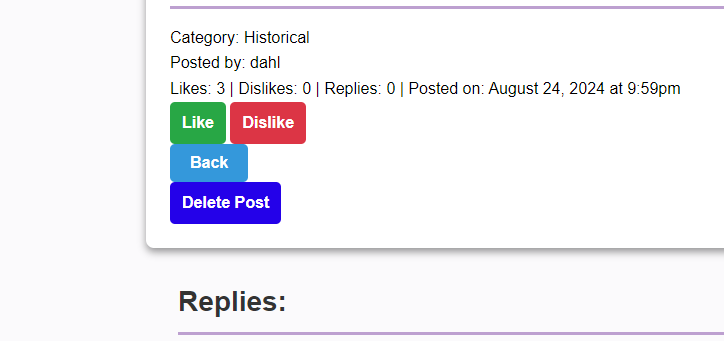 Category: Historical
Posted by: dahl
Likes: 3 | Dislikes: 0 | Replies: 0 | Posted on: August 24, 2024 at 9:59pm
Like Dislike
Back
Delete Post
Replies: